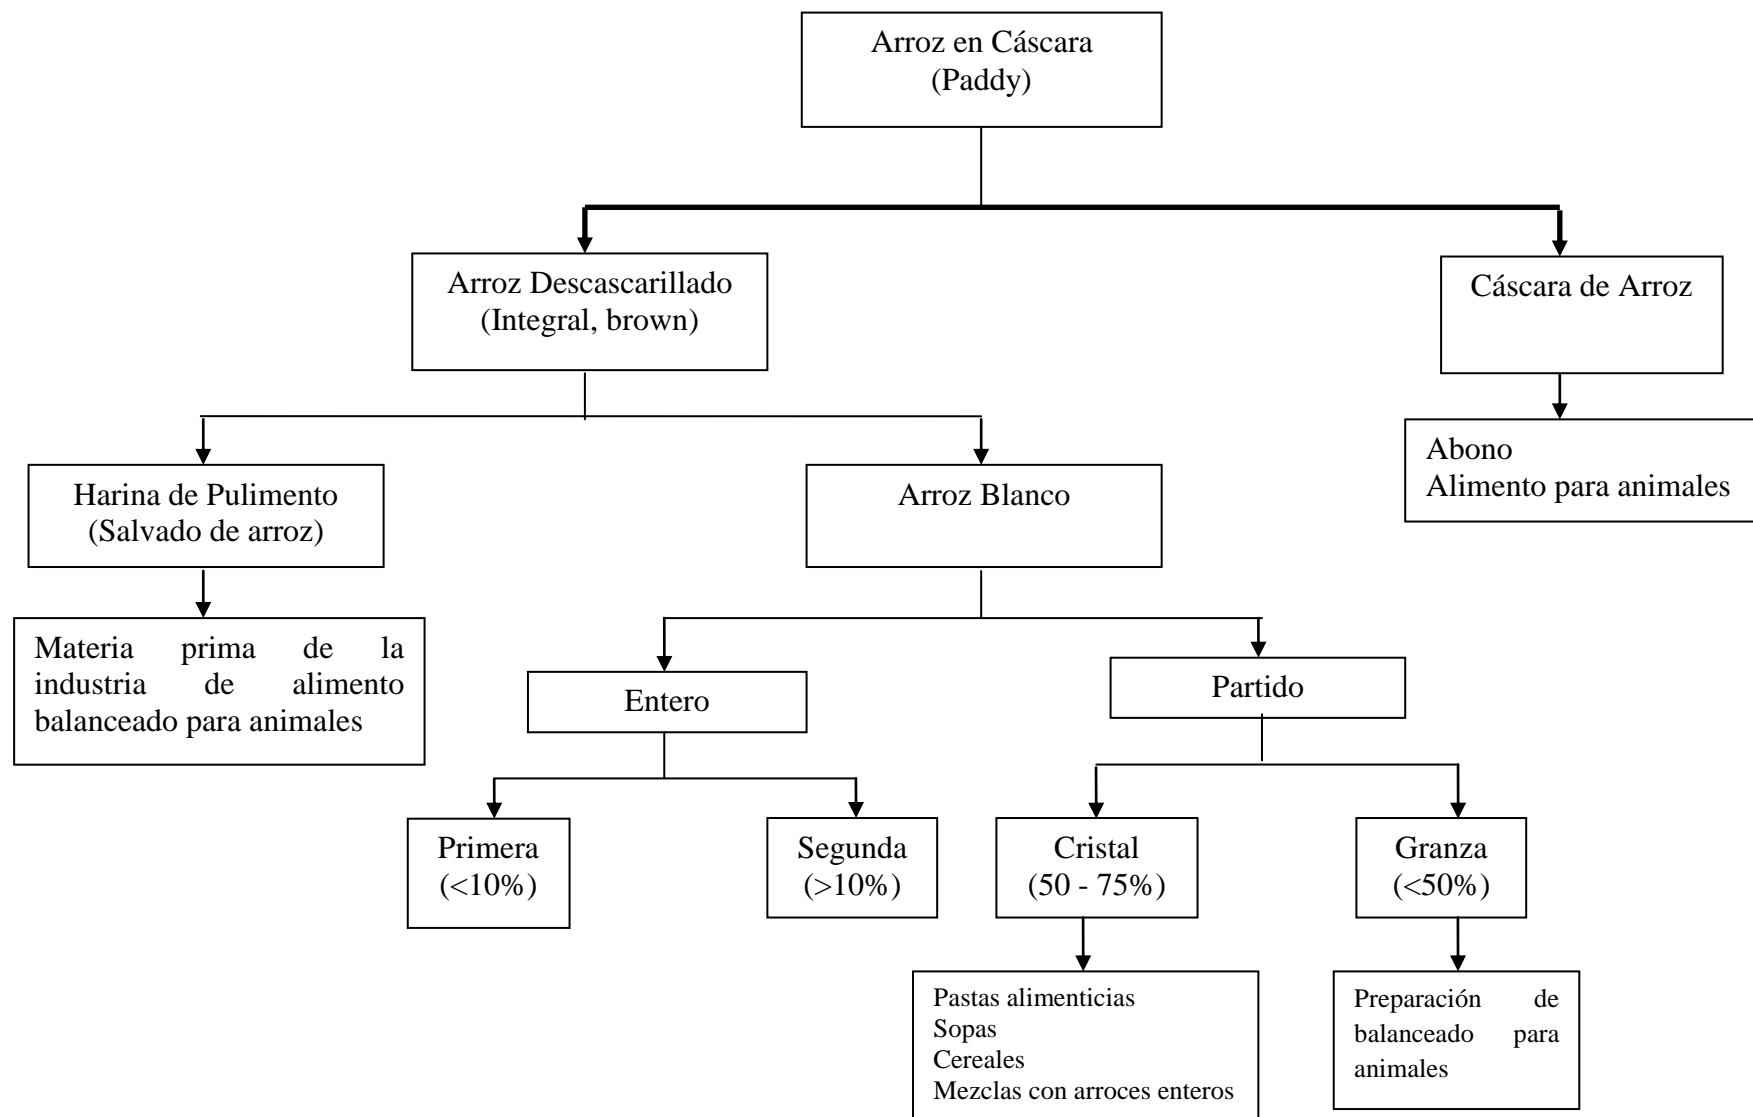 Arroz en Cáscara
(Paddy)
Arroz Descascarillado
(Integral, brown)
Cáscara de Arroz
Abono
Alimento para animales
Harina de Pulimento
(Salvado de arroz)
Arroz Blanco
Materia prima de la
industria de alimento
balanceado para animales
Entero
Partido
Primera
(<10%)
Segunda
(>10%)
Cristal
(50 - 75%)
Granza
(<50%)
Pastas alimenticias
Sopas
Cereales
Mezclas con arroces enteros
Preparación de
balanceado para
animales